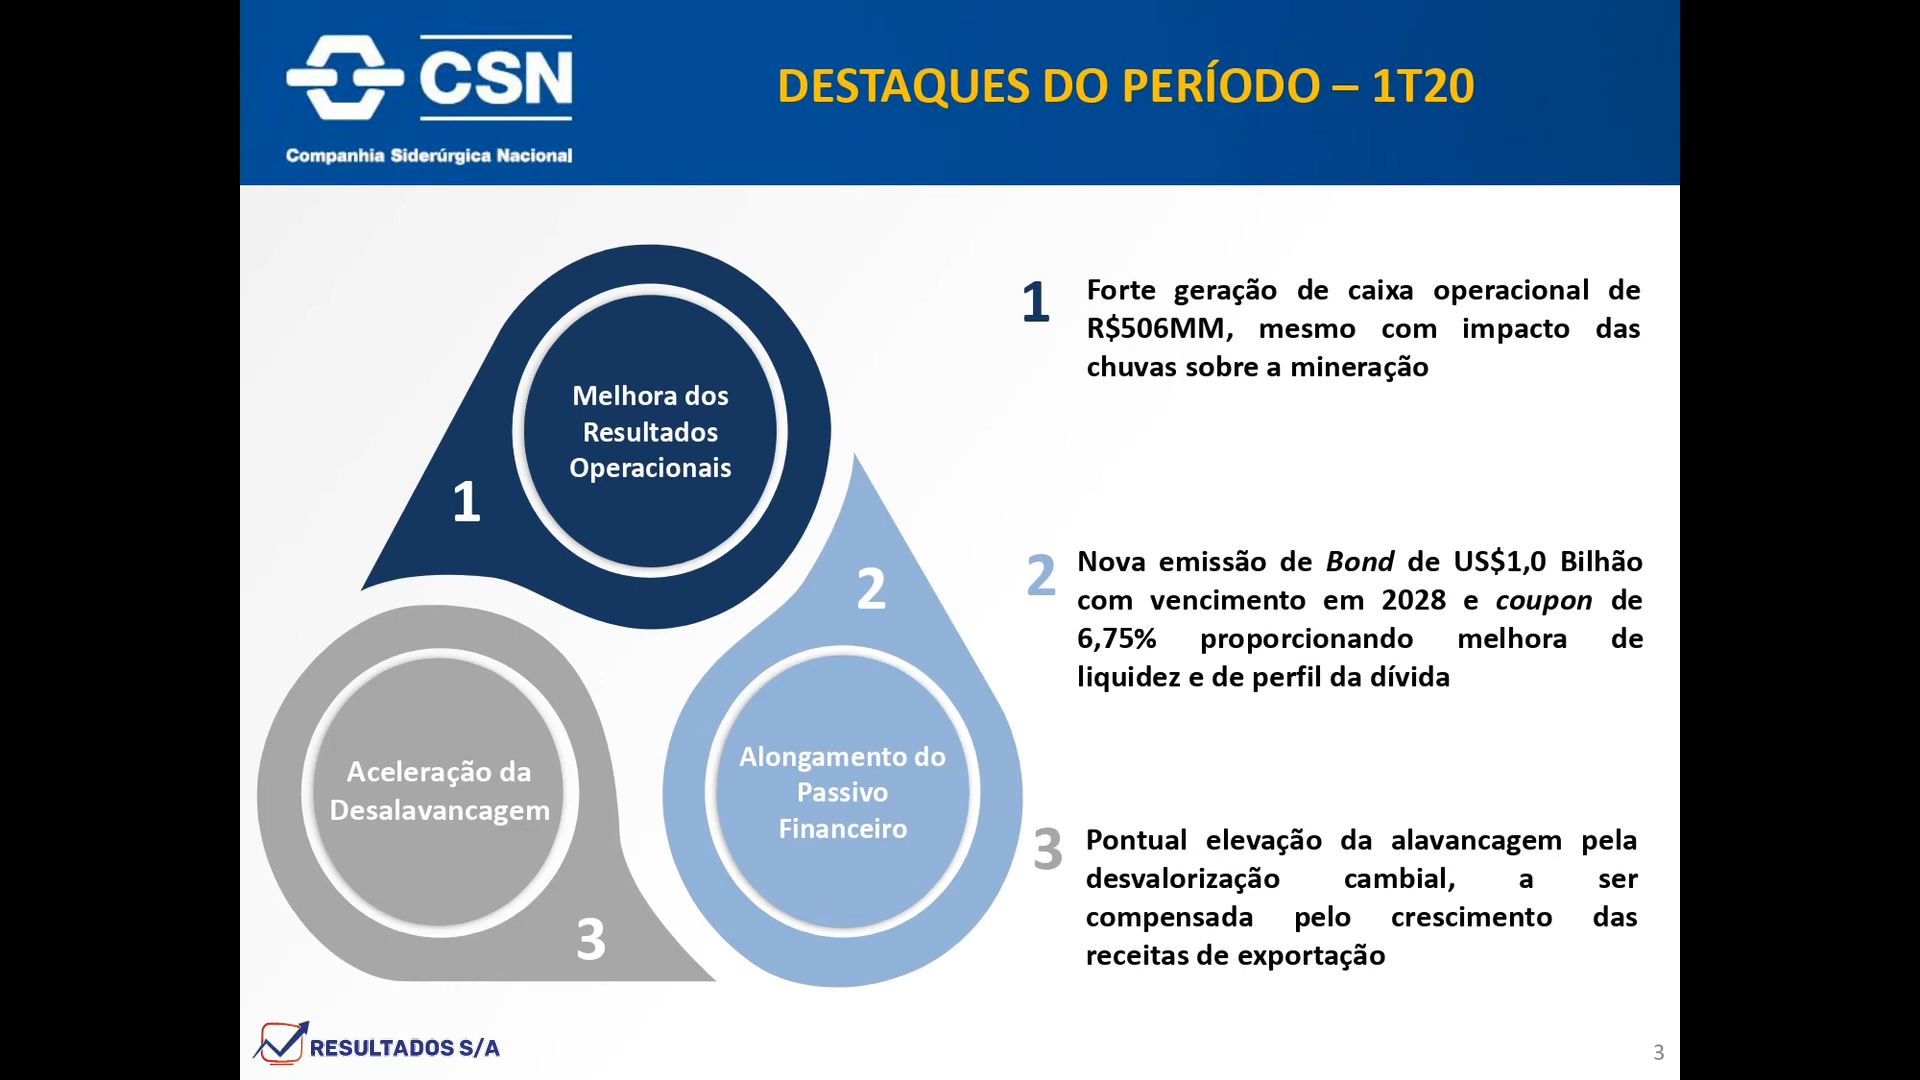 CSN
Companhia Siderúrgica Nacional
DESTAQUES DO PERÍODO – 1T20
Melhora dos
Resultados
Operacionais
1
2
Alongamento do
Passivo
Financeiro
Aceleração da
Desalavancagem
3
1
Forte geração de caixa operacional de
R$506MM, mesmo com impacto das
chuvas sobre a mineração
2
Nova emissão de Bond de US$1,0 Bilhão
com vencimento em 2028 e coupon de
6,75% proporcionando melhora de
liquidez e de perfil da dívida
3
Pontual elevação da alavancagem pela
desvalorização cambial, a ser
compensada pelo crescimento das
receitas de exportação
RESULTADOS S/A
3